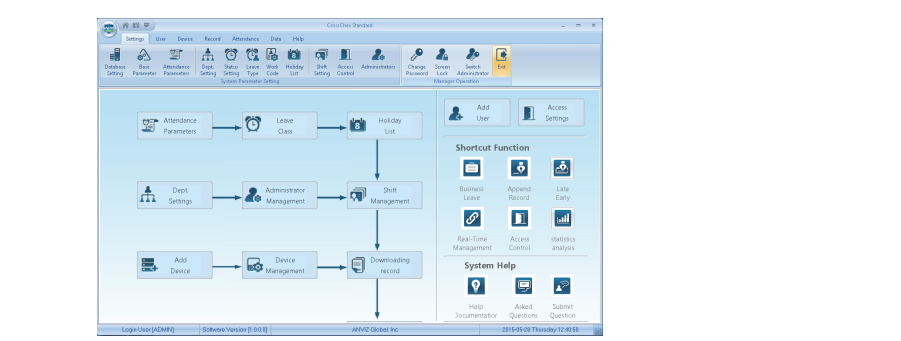 CrossChex Standard
Settings User Device Record Attendance Data Help
Database Setting
Basic Parameter
Attendance Parameters
Dept. Setting
Status Setting
Leave Type
Work Code
Holiday List
Shift Setting
Access Control
Administrators
Change Password
Screen Lock
Switch Administrator
Exit
System Parameter Setting
Manager Operation
Attendance Parameters
Leave Class
Holiday List
Dept. Settings
Administrator Management
Shift Management
Add Device
Device Management
Downloading record
Add User
Access Settings
Shortcut Function
Business Leave
Append Record
Late Early
Real-Time Management
Access Control
statistics analysis
System Help
Help Documentation
Asked Questions
Submit Question
Login User [ADMIN]
Software Version [1.0.0.0]
ANVIZ Global, Inc
2015-05-28 Thursday 12:40:50